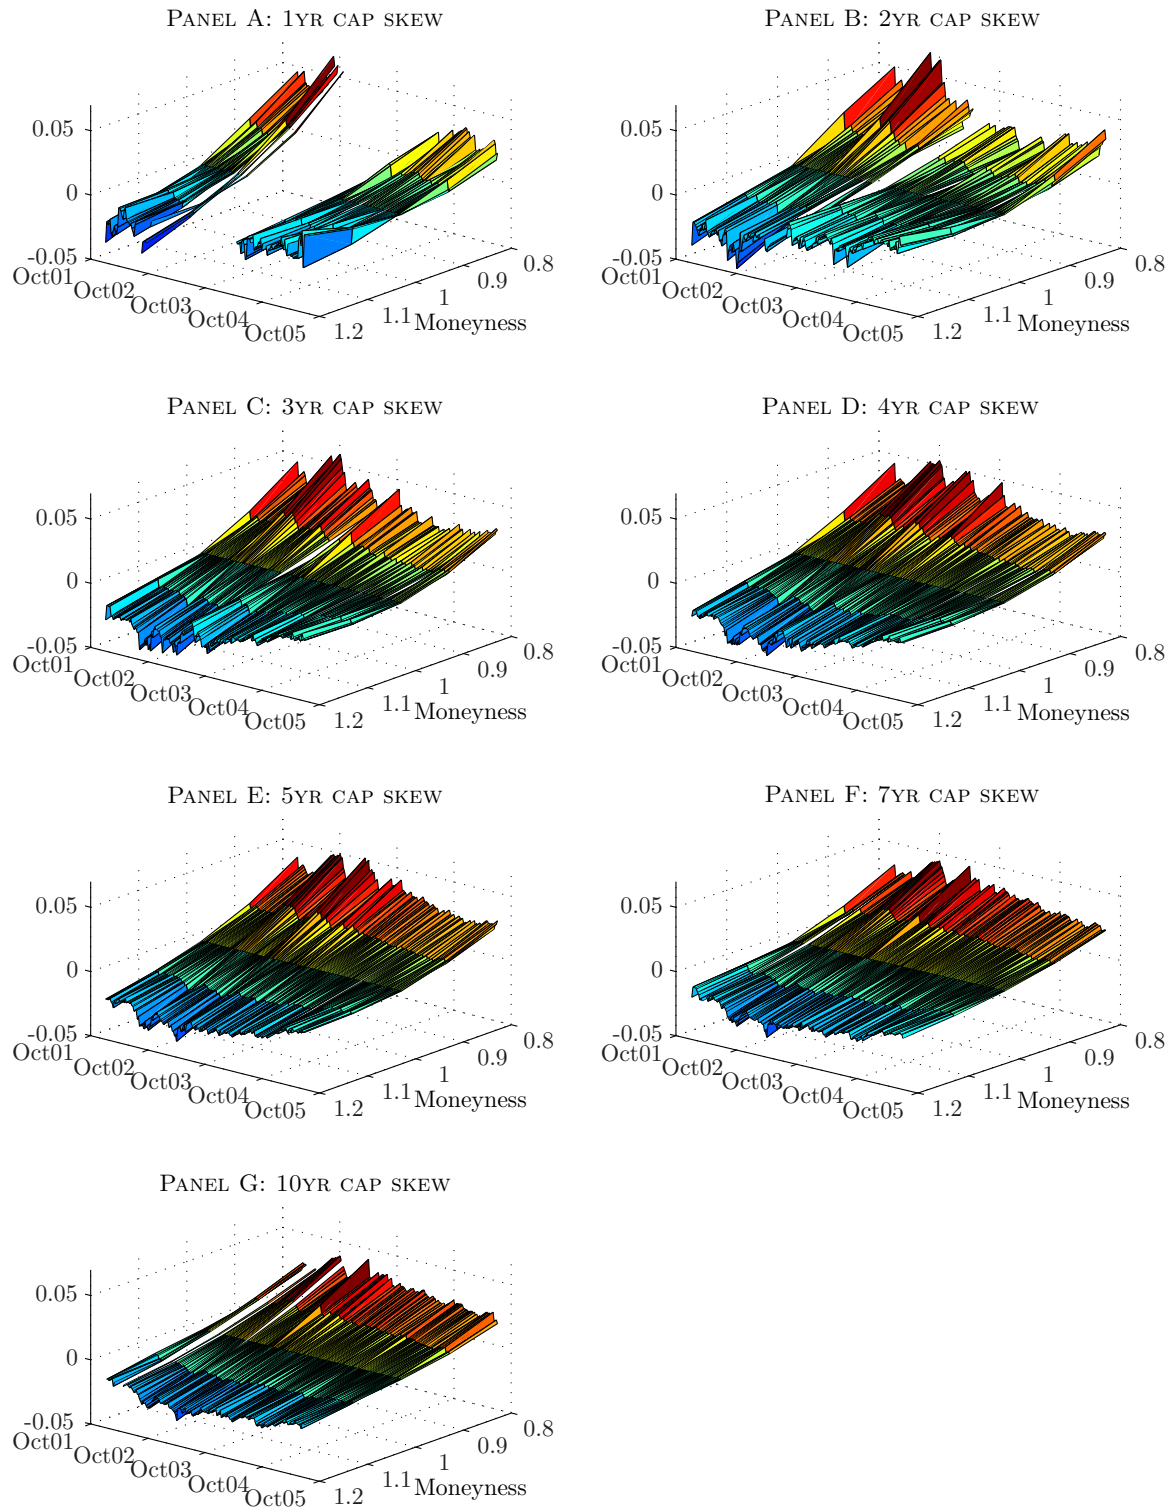 PANEL A: 1YR CAP SKEW
0.05
0
-0.05
Oct01
Oct02
Oct03
Oct04
Oct05
1.2
1.1
1
0.9
0.8
Moneyness
PANEL B: 2YR CAP SKEW
0.05
0
-0.05
Oct01
Oct02
Oct03
Oct04
Oct05
1.2
1.1
1
0.9
0.8
Moneyness
PANEL C: 3YR CAP SKEW
0.05
0
-0.05
Oct01
Oct02
Oct03
Oct04
Oct05
1.2
1.1
1
0.9
0.8
Moneyness
PANEL D: 4YR CAP SKEW
0.05
0
-0.05
Oct01
Oct02
Oct03
Oct04
Oct05
1.2
1.1
1
0.9
0.8
Moneyness
PANEL E: 5YR CAP SKEW
0.05
0
-0.05
Oct01
Oct02
Oct03
Oct04
Oct05
1.2
1.1
1
0.9
0.8
Moneyness
PANEL F: 7YR CAP SKEW
0.05
0
-0.05
Oct01
Oct02
Oct03
Oct04
Oct05
1.2
1.1
1
0.9
0.8
Moneyness
PANEL G: 10YR CAP SKEW
0.05
0
-0.05
Oct01
Oct02
Oct03
Oct04
Oct05
1.2
1.1
1
0.9
0.8
Moneyness